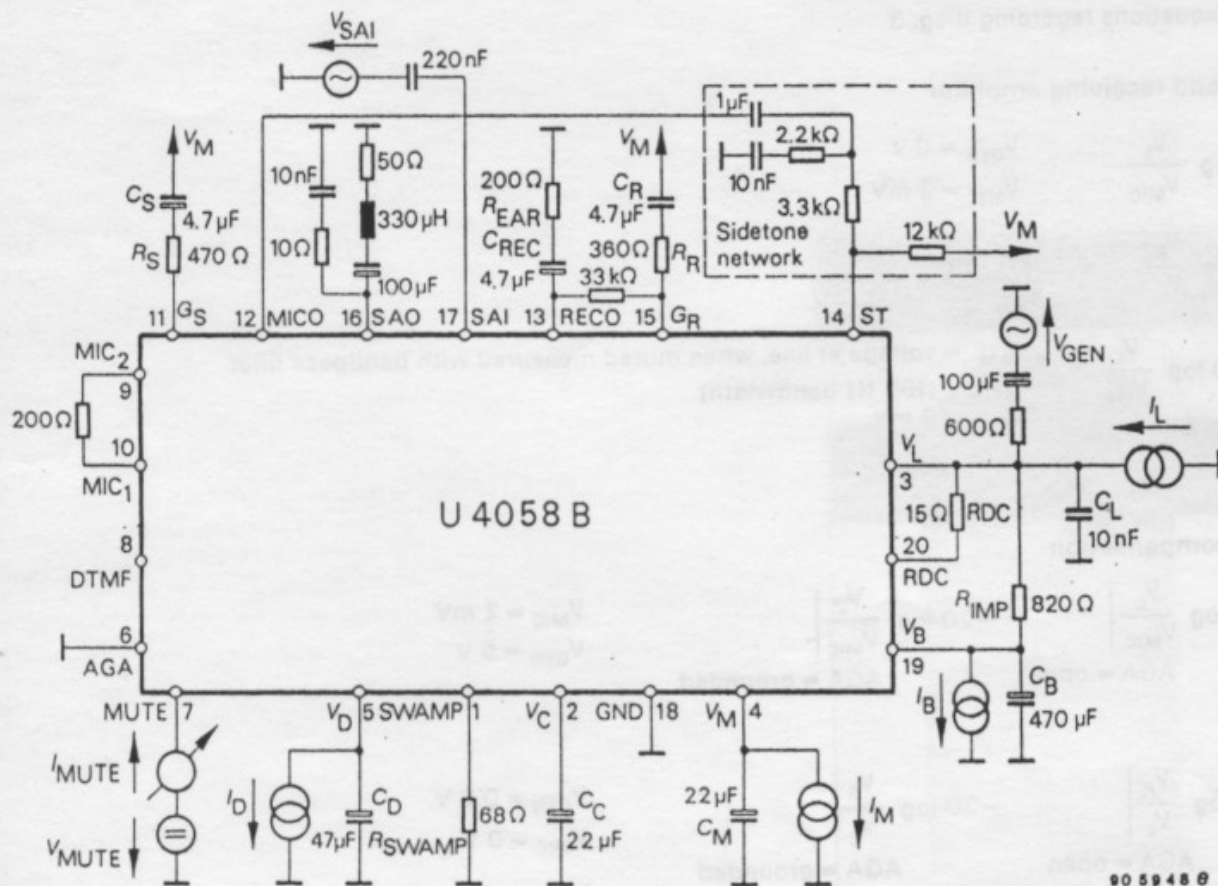 equations regarding diag. 3
V_SAI
220 nF
V_M
C_S
4.7 µF
R_S 470 Ω
10 nF
10 Ω
50 Ω
330 µH
100 µF
200 Ω
R_EAR
C_REC
4.7 µF
33 kΩ
V_M
C_R
4.7 µF
360 Ω
R_R
1 µF
2.2 kΩ
10 nF
3.3 kΩ
Sidetone
network
12 kΩ
V_M
11 G_S
12 MICO
16 SAO
17 SAI
13 RECO
15 G_R
14 ST
MIC_2
9
200 Ω
10
MIC_1
8
DTMF
6
AGA
U 4058 B
V_GEN
100 µF
600 Ω
I_L
V_L
3
15 Ω RDC
20
RDC
C_L
10 nF
R_IMP 820 Ω
V_B
19
I_B
C_B
470 µF
MUTE 7
V_D 5
SWAMP 1
V_C 2
GND 18
V_M 4
I_MUTE
V_MUTE
I_D
C_D
47 µF
R_SWAMP
68 Ω
C_C
22 µF
22 µF
C_M
I_M
90 5948 B